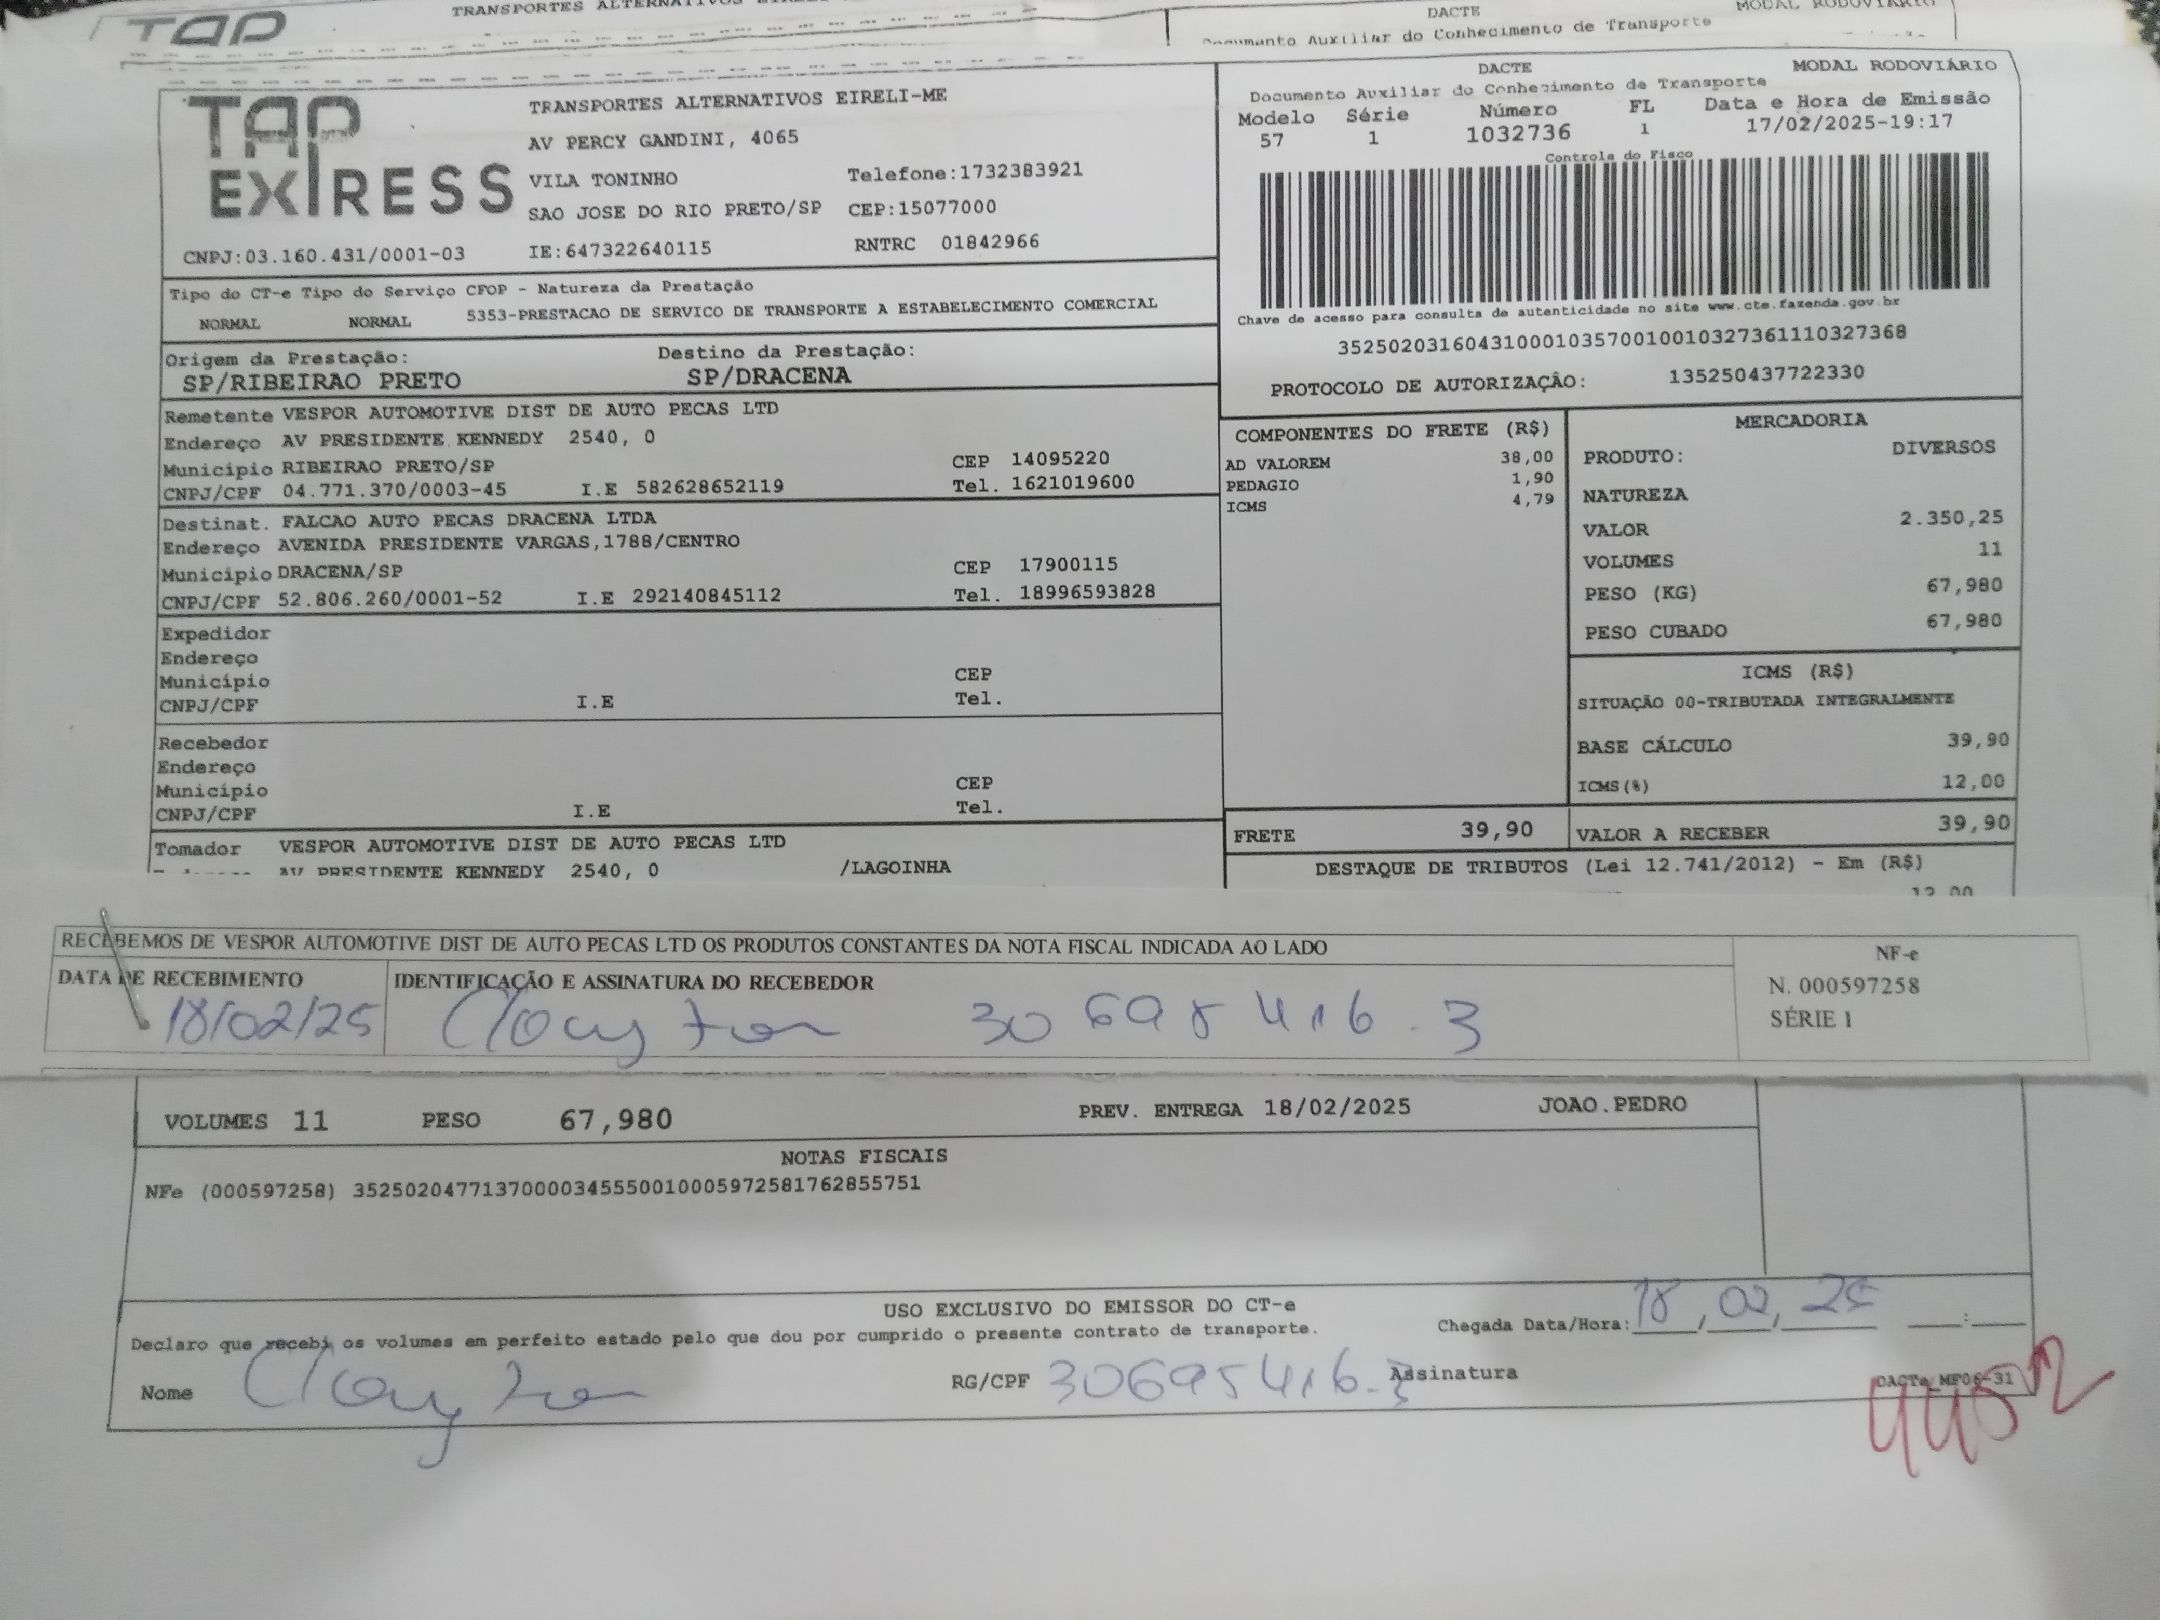 TAP
TRANSPORTES
DACTE
MODAL RODOVIÁRIO
Documento Auxiliar do Conhecimento de Transporte
TAP
EXPRESS
CNPJ:03.160.431/0001-03
TRANSPORTES ALTERNATIVOS EIRELI-ME
AV PERCY GANDINI, 4065
VILA TONINHO Telefone:1732383921
SAO JOSE DO RIO PRETO/SP CEP:15077000
IE:647322640115 RNTRC 01842966
DACTE MODAL RODOVIÁRIO
Documento Auxiliar do Conhecimento de Transporte
Modelo Série Número FL Data e Hora de Emissão
57 1 1032736 1 17/02/2025-19:17
Controle do Fisco
Chave de acesso para consulta de autenticidade no site www.cte.fazenda.gov.br
35250203160431000103570010010327361110327368
PROTOCOLO DE AUTORIZAÇÂO: 135250437722330
Tipo do CT-e Tipo do Serviço CFOP - Natureza da Prestação
NORMAL NORMAL 5353-PRESTACAO DE SERVICO DE TRANSPORTE A ESTABELECIMENTO COMERCIAL
Origem da Prestação: Destino da Prestação:
SP/RIBEIRAO PRETO SP/DRACENA
Remetente VESPOR AUTOMOTIVE DIST DE AUTO PECAS LTD
Endereço AV PRESIDENTE KENNEDY 2540, 0
Município RIBEIRAO PRETO/SP CEP 14095220
CNPJ/CPF 04.771.370/0003-45 I.E 582628652119 Tel. 1621019600
Destinat. FALCAO AUTO PECAS DRACENA LTDA
Endereço AVENIDA PRESIDENTE VARGAS,1788/CENTRO
Município DRACENA/SP CEP 17900115
CNPJ/CPF 52.806.260/0001-52 I.E 292140845112 Tel. 18996593828
Expedidor
Endereço
Município CEP
CNPJ/CPF I.E Tel.
Recebedor
Endereço
Município CEP
CNPJ/CPF I.E Tel.
Tomador VESPOR AUTOMOTIVE DIST DE AUTO PECAS LTD
AV PRESIDENTE KENNEDY 2540, 0 /LAGOINHA
COMPONENTES DO FRETE (R$)
AD VALOREM 38,00
PEDAGIO 1,90
ICMS 4,79
FRETE 39,90
MERCADORIA
PRODUTO: DIVERSOS
NATUREZA
VALOR 2.350,25
VOLUMES 11
PESO (KG) 67,980
PESO CUBADO 67,980
ICMS (R$)
SITUAÇÃO 00-TRIBUTADA INTEGRALMENTE
BASE CÁLCULO 39,90
ICMS(%) 12,00
VALOR A RECEBER 39,90
DESTAQUE DE TRIBUTOS (Lei 12.741/2012) - Em (R$)
RECEBEMOS DE VESPOR AUTOMOTIVE DIST DE AUTO PECAS LTD OS PRODUTOS CONSTANTES DA NOTA FISCAL INDICADA AO LADO
DATA DE RECEBIMENTO IDENTIFICAÇÃO E ASSINATURA DO RECEBEDOR
18/02/25 Clayton 30 695 416.3
NF-e
N. 000597258
SÉRIE 1
VOLUMES 11 PESO 67,980 PREV. ENTREGA 18/02/2025 JOAO.PEDRO
NOTAS FISCAIS
NFe (000597258) 35250204771370000345550010005972581762855751
USO EXCLUSIVO DO EMISSOR DO CT-e
Declaro que recebi os volumes em perfeito estado pelo que dou por cumprido o presente contrato de transporte.
Chegada Data/Hora: 18/02/25 :
Nome Clayton RG/CPF 30695416.3 Assinatura
DACTe_MF06-31